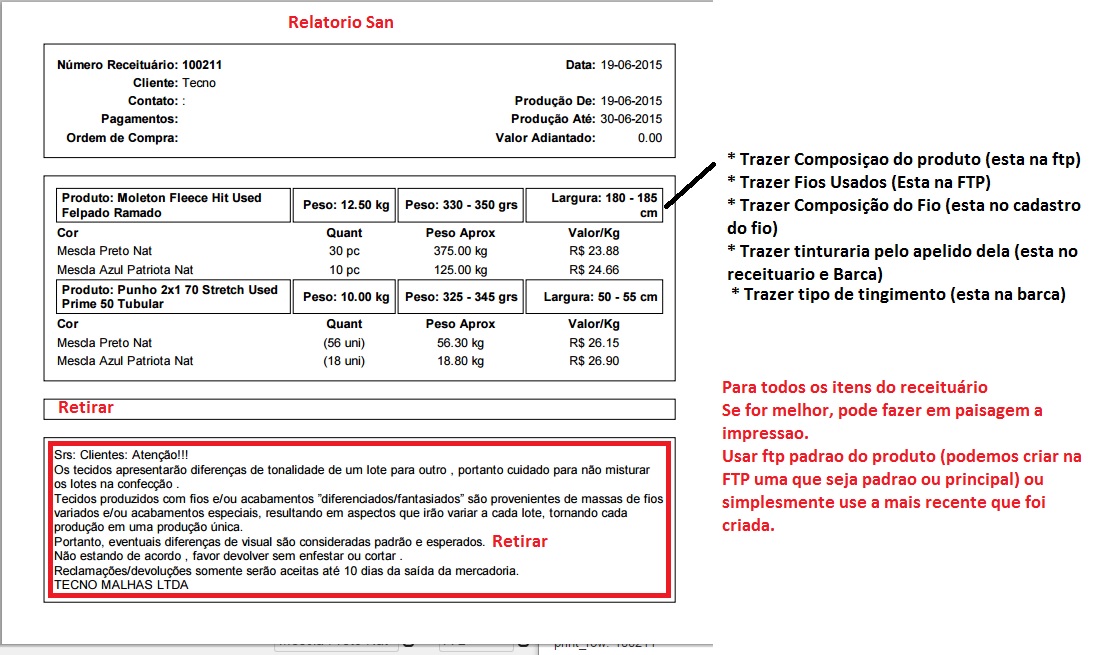 Relatorio San
Número Receituário: 100211
Data: 19-06-2015
Cliente: Tecno
Contato: :
Produção De: 19-06-2015
Pagamentos:
Produção Até: 30-06-2015
Ordem de Compra:
Valor Adiantado: 0.00
Produto: Moleton Fleece Hit Used
Felpado Ramado
Peso: 12.50 kg
Peso: 330 - 350 grs
Largura: 180 - 185
cm
Cor Quant Peso Aprox Valor/Kg
Mescla Preto Nat 30 pc 375.00 kg R$ 23.88
Mescla Azul Patriota Nat 10 pc 125.00 kg R$ 24.66
Produto: Punho 2x1 70 Stretch Used
Prime 50 Tubular
Peso: 10.00 kg
Peso: 325 - 345 grs
Largura: 50 - 55 cm
Cor Quant Peso Aprox Valor/Kg
Mescla Preto Nat (56 uni) 56.30 kg R$ 26.15
Mescla Azul Patriota Nat (18 uni) 18.80 kg R$ 26.90
Retirar
Srs: Clientes: Atenção!!!
Os tecidos apresentarão diferenças de tonalidade de um lote para outro , portanto cuidado para não misturar
os lotes na confecção .
Tecidos produzidos com fios e/ou acabamentos ”diferenciados/fantasiados” são provenientes de massas de fios
variados e/ou acabamentos especiais, resultando em aspectos que irão variar a cada lote, tornando cada
produção em uma produção única.
Portanto, eventuais diferenças de visual são consideradas padrão e esperados. Retirar
Não estando de acordo , favor devolver sem enfestar ou cortar .
Reclamações/devoluções somente serão aceitas até 10 dias da saída da mercadoria.
TECNO MALHAS LTDA
* Trazer Composiçao do produto (esta na ftp)
* Trazer Fios Usados (Esta na FTP)
* Trazer Composição do Fio (esta no cadastro
do fio)
* Trazer tinturaria pelo apelido dela (esta no
receituario e Barca)
* Trazer tipo de tingimento (esta na barca)
Para todos os itens do receituário
Se for melhor, pode fazer em paisagem a
impressao.
Usar ftp padrao do produto (podemos criar na
FTP uma que seja padrao ou principal) ou
simplesmente use a mais recente que foi
criada.